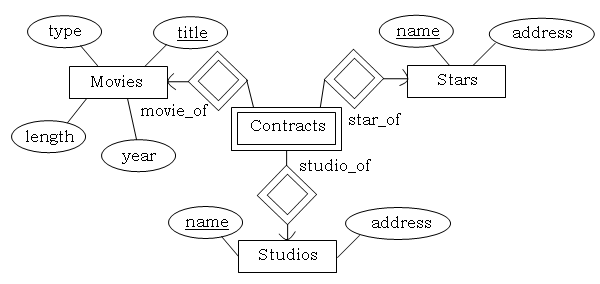 type
title
name
address
Movies
Stars
movie_of
star_of
Contracts
length
year
studio_of
name
address
Studios